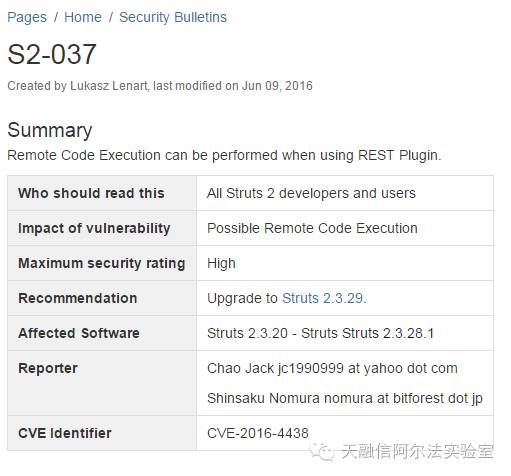 Pages / Home / Security Bulletins
S2-037
Created by Lukasz Lenart, last modified on Jun 09, 2016
Summary
Remote Code Execution can be performed when using REST Plugin.
Who should read this All Struts 2 developers and users
Impact of vulnerability Possible Remote Code Execution
Maximum security rating High
Recommendation Upgrade to Struts 2.3.29.
Affected Software Struts 2.3.20 - Struts Struts 2.3.28.1
Reporter Chao Jack jc1990999 at yahoo dot com
Shinsaku Nomura nomura at bitforest dot jp
CVE Identifier CVE-2016-4438
天融信阿尔法实验室